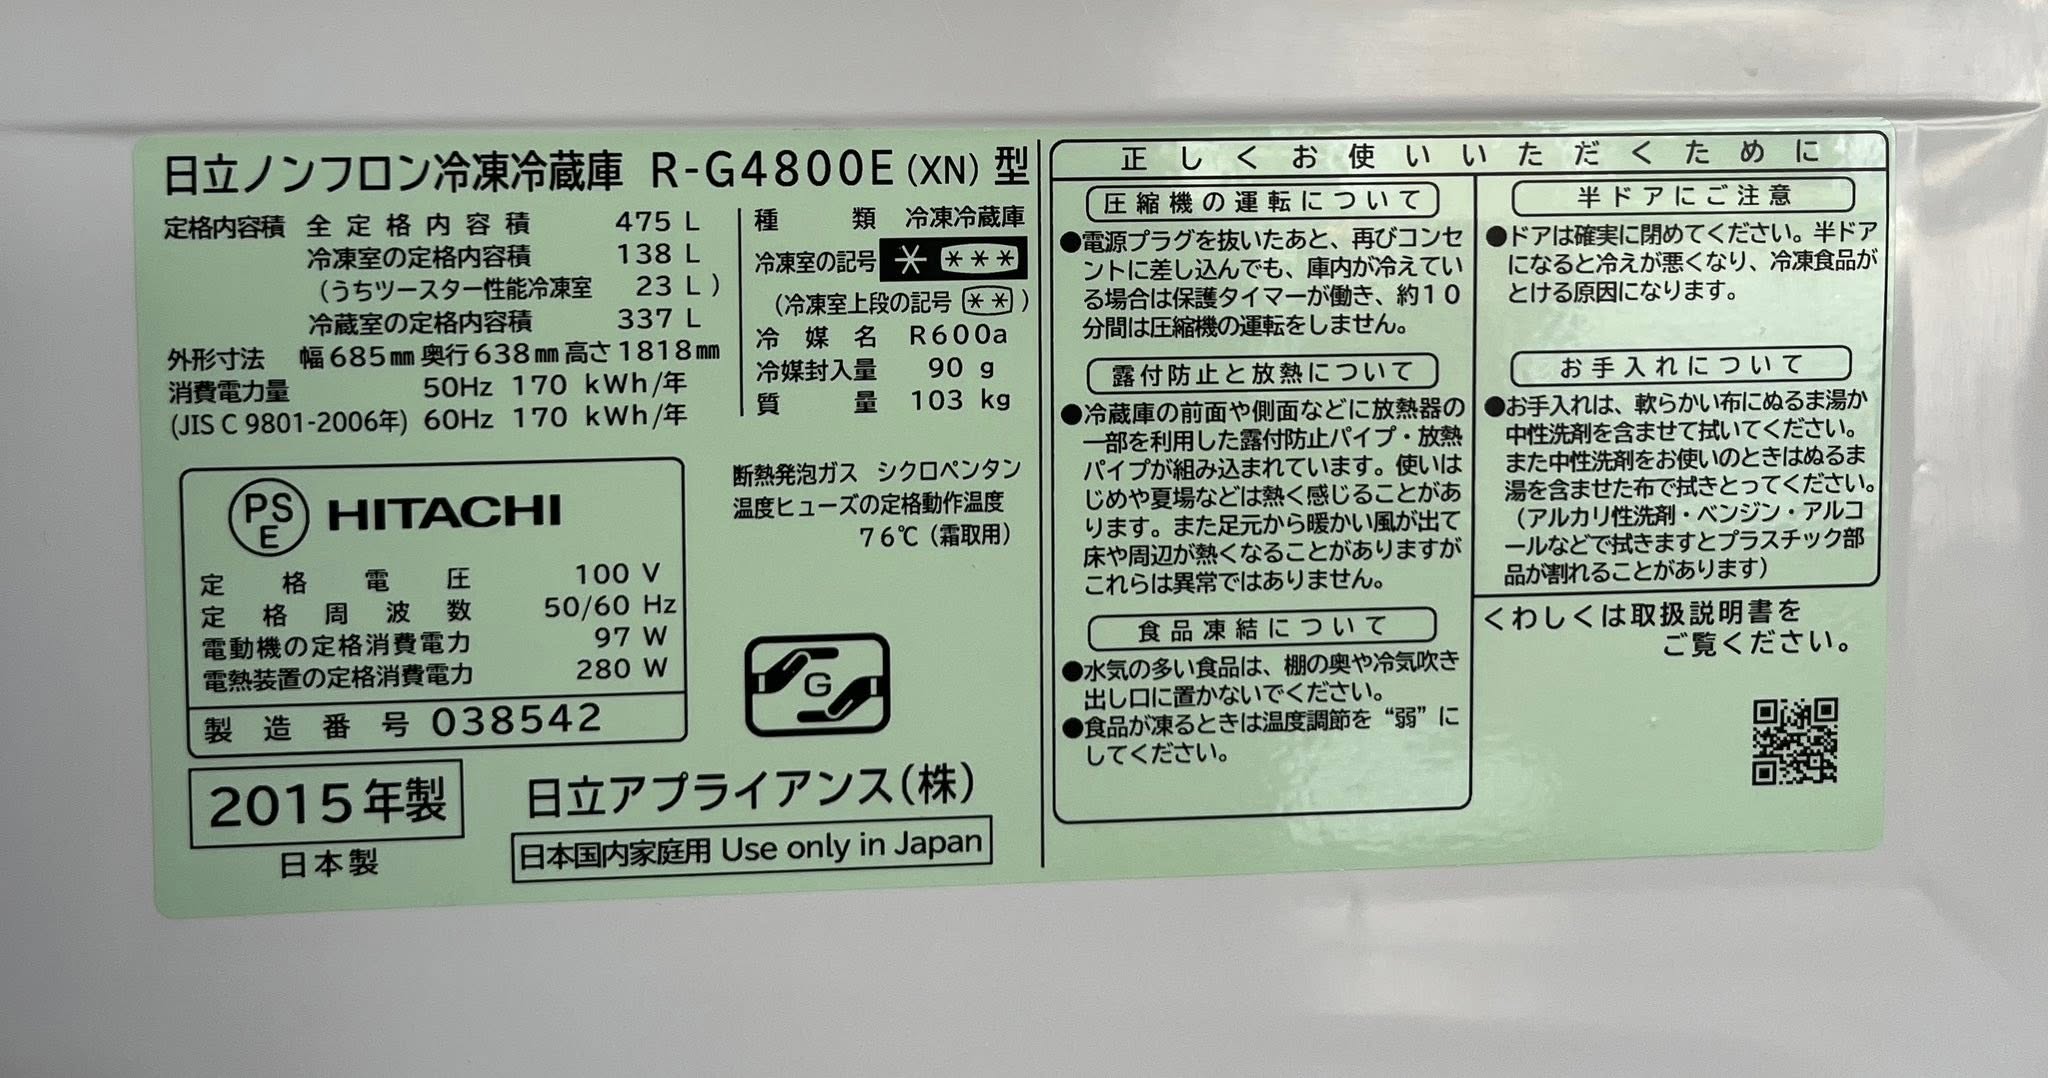 日立ノンフロン冷凍冷蔵庫 R-G4800E (XN) 型
定格内容積 全定格内容積 475 L
冷凍室の定格内容積 138 L
(うちツースター性能冷凍室 23 L )
冷蔵室の定格内容積 337 L
外形寸法 幅685mm奥行638mm高さ1818mm
消費電力量 50Hz 170 kWh/年
(JIS C 9801-2006年) 60Hz 170 kWh/年
種類 冷凍冷蔵庫
冷凍室の記号 * ***
(冷凍室上段の記号 ** )
冷媒名 R600a
冷媒封入量 90 g
質量 103 kg
断熱発泡ガス シクロペンタン
温度ヒューズの定格動作温度
76℃(霜取用)
PS
E
HITACHI
定格電圧 100 V
定格周波数 50/60 Hz
電動機の定格消費電力 97 W
電熱装置の定格消費電力 280 W
製造番号 038542
G
2015年製
日本製
日立アプライアンス(株)
日本国内家庭用 Use only in Japan
正しくお使いいただくために
圧縮機の運転について
●電源プラグを抜いたあと、再びコンセ
ントに差し込んでも、庫内が冷えてい
る場合は保護タイマーが働き、約10
分間は圧縮機の運転をしません。
露付防止と放熱について
●冷蔵庫の前面や側面などに放熱器の
一部を利用した露付防止パイプ・放熱
パイプが組み込まれています。使いは
じめや夏場などは熱く感じることがあ
ります。また足元から暖かい風が出て
床や周辺が熱くなることがありますが
これらは異常ではありません。
食品凍結について
●水気の多い食品は、棚の奥や冷気吹き
出し口に置かないでください。
●食品が凍るときは温度調節を“弱”に
してください。
半ドアにご注意
●ドアは確実に閉めてください。半ドア
になると冷えが悪くなり、冷凍食品が
とける原因になります。
お手入れについて
●お手入れは、軟らかい布にぬるま湯か
中性洗剤を含ませて拭いてください。
また中性洗剤をお使いのときはぬるま
湯を含ませた布で拭きとってください。
(アルカリ性洗剤・ベンジン・アルコ
ールなどで拭きますとプラスチック部
品が割れることがあります)
くわしくは取扱説明書を
ご覧ください。